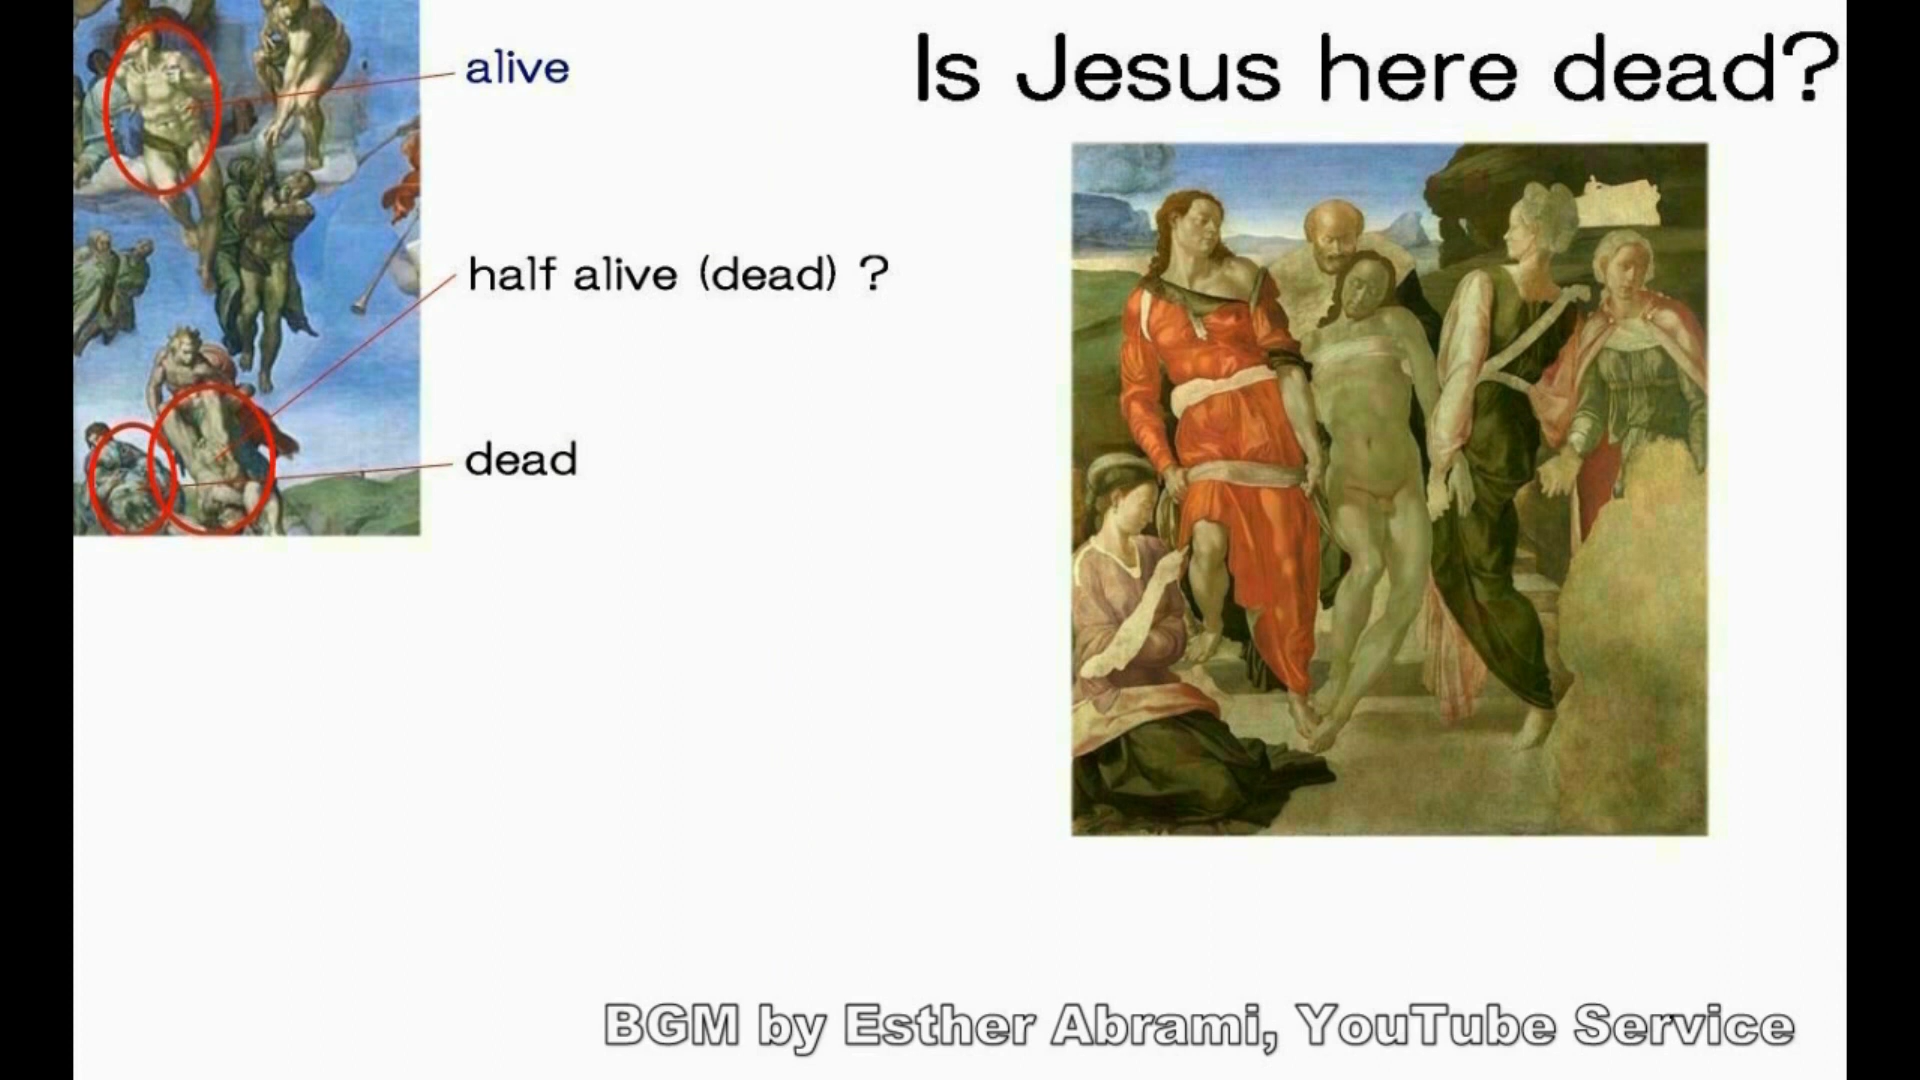 Is Jesus here dead?
alive
half alive (dead) ?
dead
BGM by Esther Abrami, YouTube Service